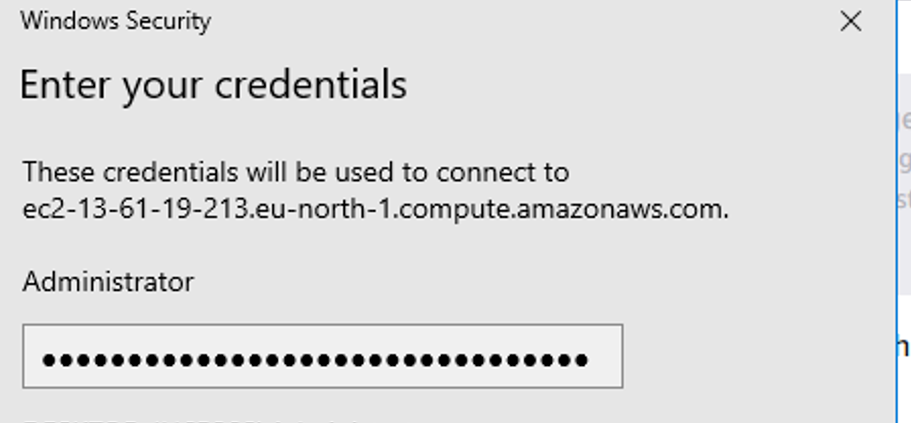 Windows Security
Enter your credentials
These credentials will be used to connect to
ec2-13-61-19-213.eu-north-1.compute.amazonaws.com.
Administrator